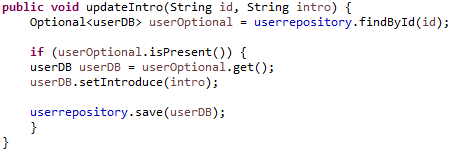 public void updateIntro(String id, String intro) {
    Optional<userDB> userOptional = userrepository.findById(id);

    if (userOptional.isPresent()) {
    userDB userDB = userOptional.get();
    userDB.setIntroduce(intro);

    userrepository.save(userDB);
    }
}